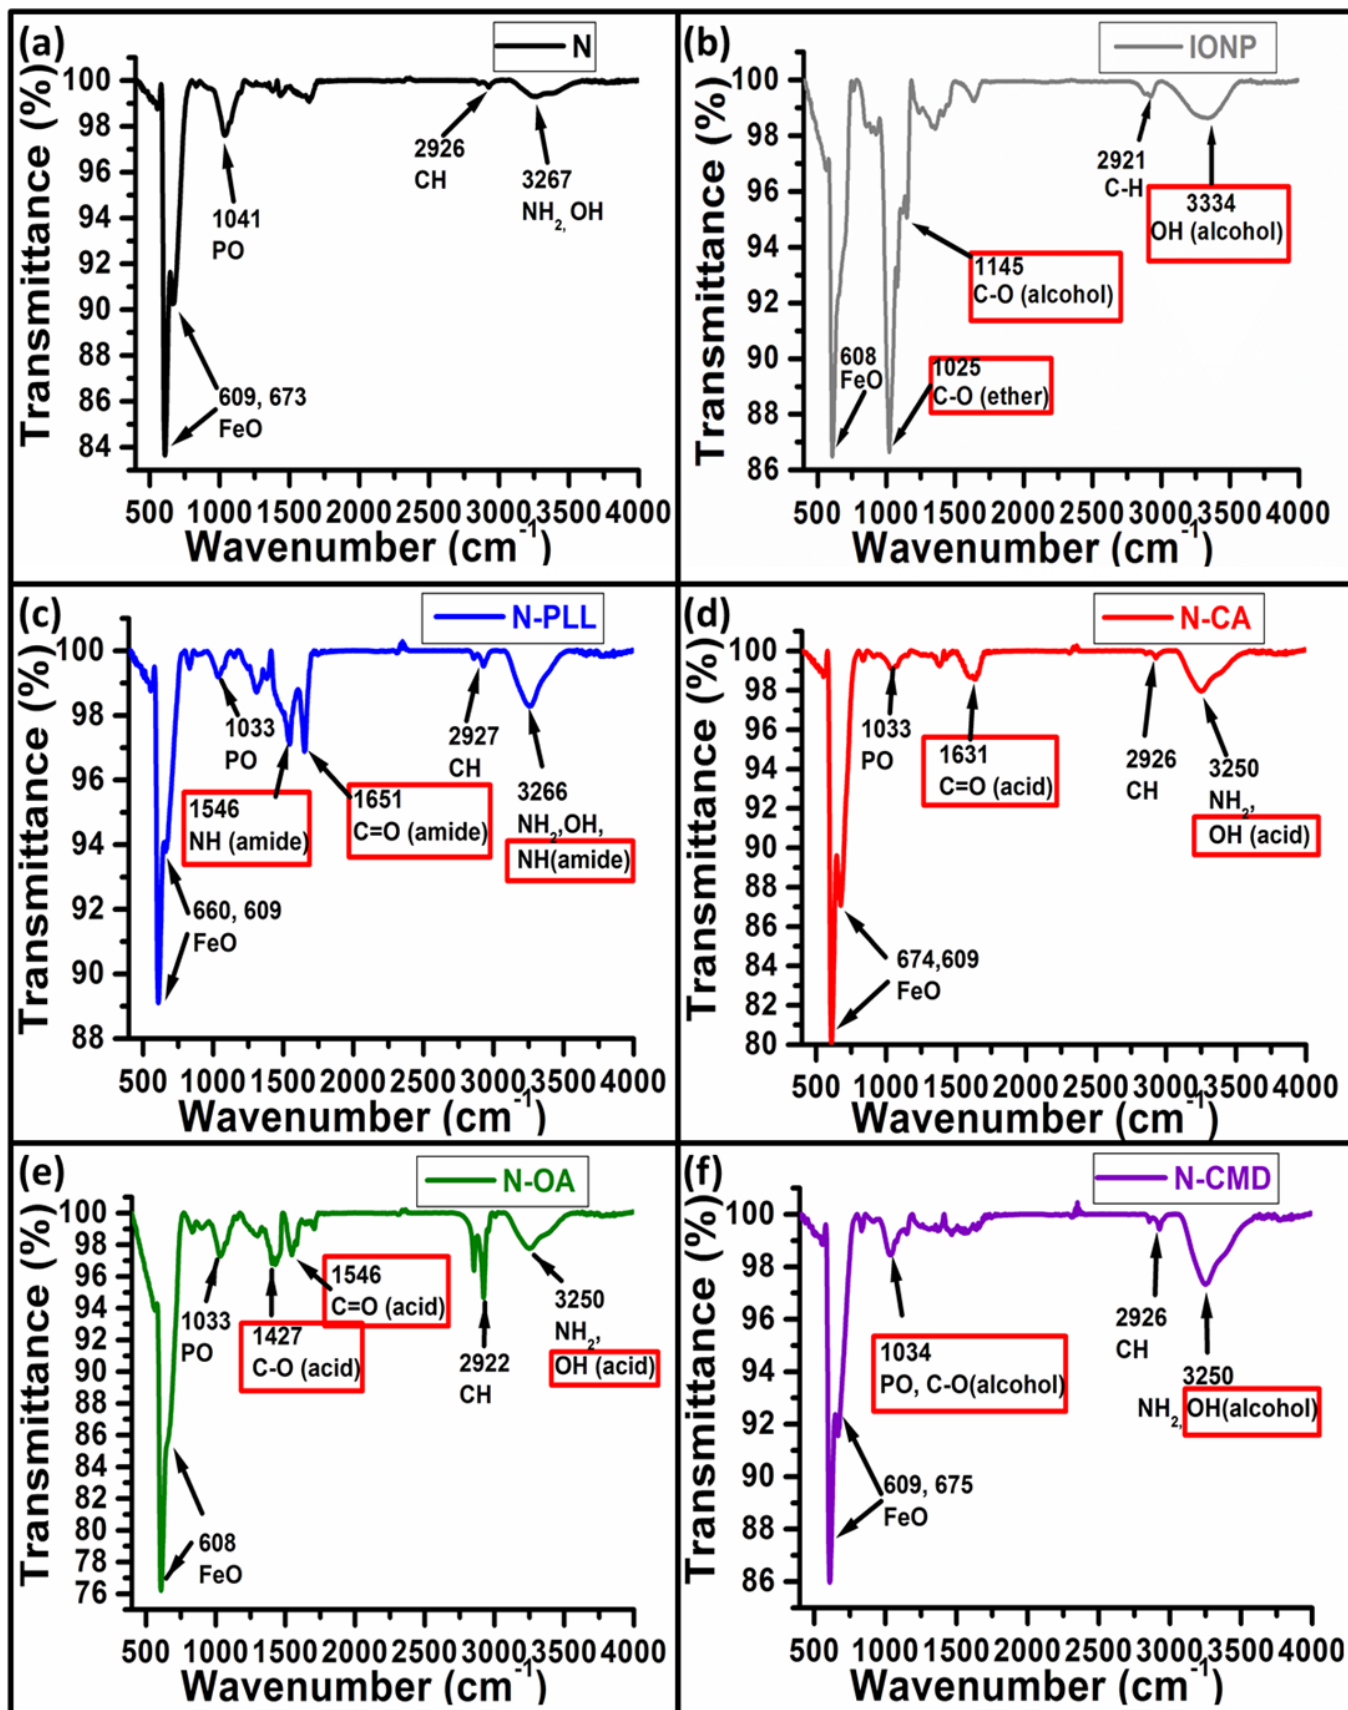 (a)
N
Transmittance (%)
100
98
96
94
92
90
88
86
84
1041
PO
2926
CH
3267
NH2, OH
609, 673
FeO
500 1000 1500 2000 2500 3000 3500 4000
Wavenumber (cm-1)
(b)
IONP
Transmittance (%)
100
98
96
94
92
90
88
86
2921
C-H
3334
OH (alcohol)
1145
C-O (alcohol)
608
FeO
1025
C-O (ether)
500 1000 1500 2000 2500 3000 3500 4000
Wavenumber (cm-1)
(c)
N-PLL
Transmittance (%)
100
98
96
94
92
90
88
1033
PO
2927
CH
1546
NH (amide)
1651
C=O (amide)
3266
NH2,OH,
NH(amide)
660, 609
FeO
500 1000 1500 2000 2500 3000 3500 4000
Wavenumber (cm-1)
(d)
N-CA
Transmittance (%)
100
98
96
94
92
90
88
86
84
82
80
1033
PO
1631
C=O (acid)
2926
CH
3250
NH2,
OH (acid)
674,609
FeO
500 1000 1500 2000 2500 3000 3500 4000
Wavenumber (cm-1)
(e)
N-OA
Transmittance (%)
100
98
96
94
92
90
88
86
84
82
80
78
76
1033
PO
1546
C=O (acid)
1427
C-O (acid)
2922
CH
3250
NH2,
OH (acid)
608
FeO
500 1000 1500 2000 2500 3000 3500 4000
Wavenumber (cm-1)
(f)
N-CMD
Transmittance (%)
100
98
96
94
92
90
88
86
1034
PO, C-O(alcohol)
2926
CH
3250
NH2, OH(alcohol)
609, 675
FeO
500 1000 1500 2000 2500 3000 3500 4000
Wavenumber (cm-1)